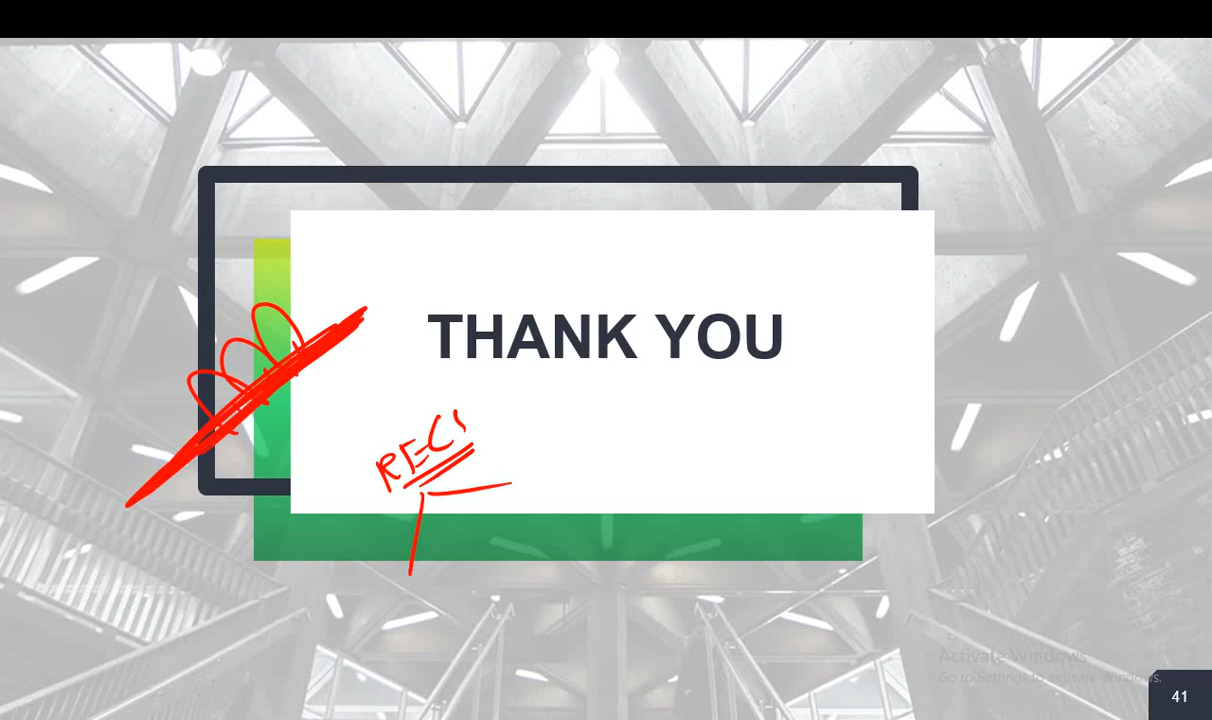 THANK YOU
REC
Activate Windows
Go to Settings to activate Windows.
41